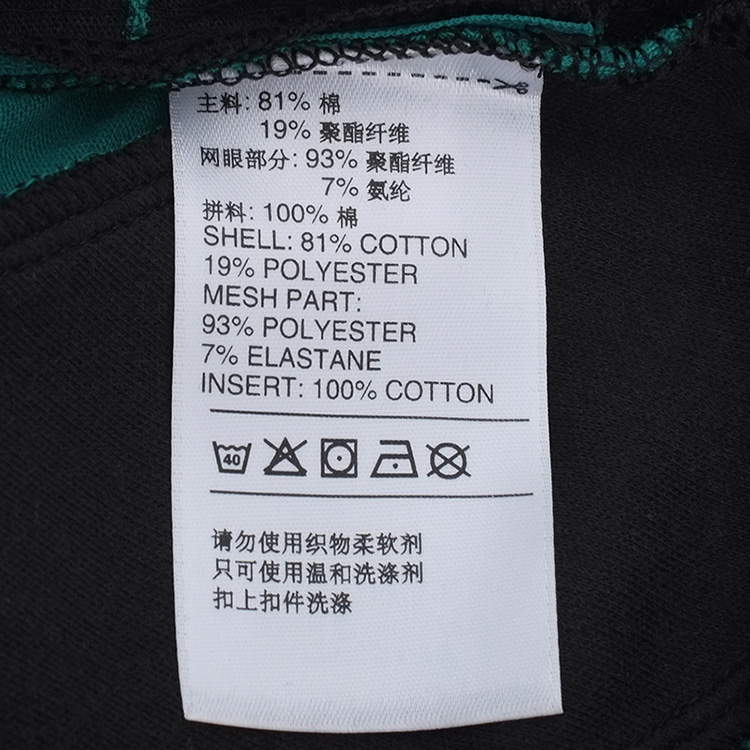 主料: 81% 棉
19% 聚酯纤维
网眼部分: 93% 聚酯纤维
7% 氨纶
拼料: 100% 棉
SHELL: 81% COTTON
19% POLYESTER
MESH PART:
93% POLYESTER
7% ELASTANE
INSERT: 100% COTTON
40
请勿使用织物柔软剂
只可使用温和洗涤剂
扣上扣件洗涤